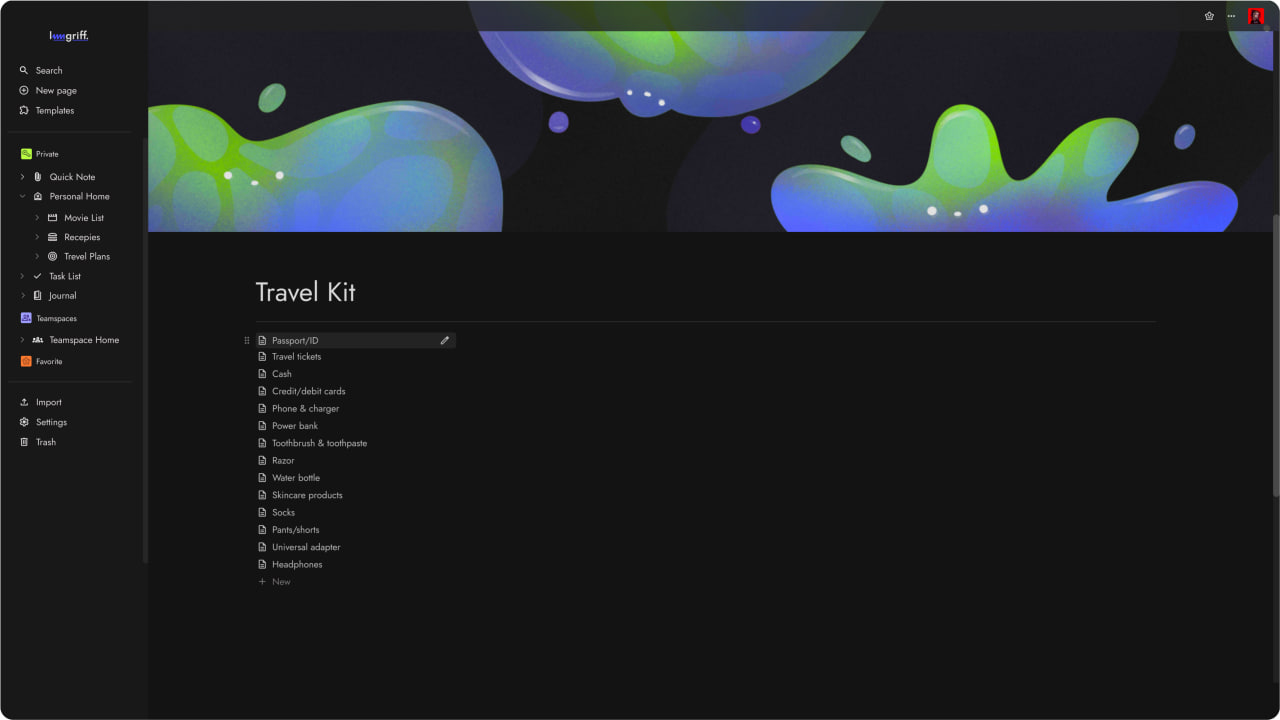 Search
New page
Templates
Private
Quick Note
Personal Home
Movie List
Recepies
Trevel Plans
Task List
Journal
Teamspaces
Teamspace Home
Favorite
Import
Settings
Trash
Travel Kit
Passport/ID
Travel tickets
Cash
Credit/debit cards
Phone & charger
Power bank
Toothbrush & toothpaste
Razor
Water bottle
Skincare products
Socks
Pants/shorts
Universal adapter
Headphones
New